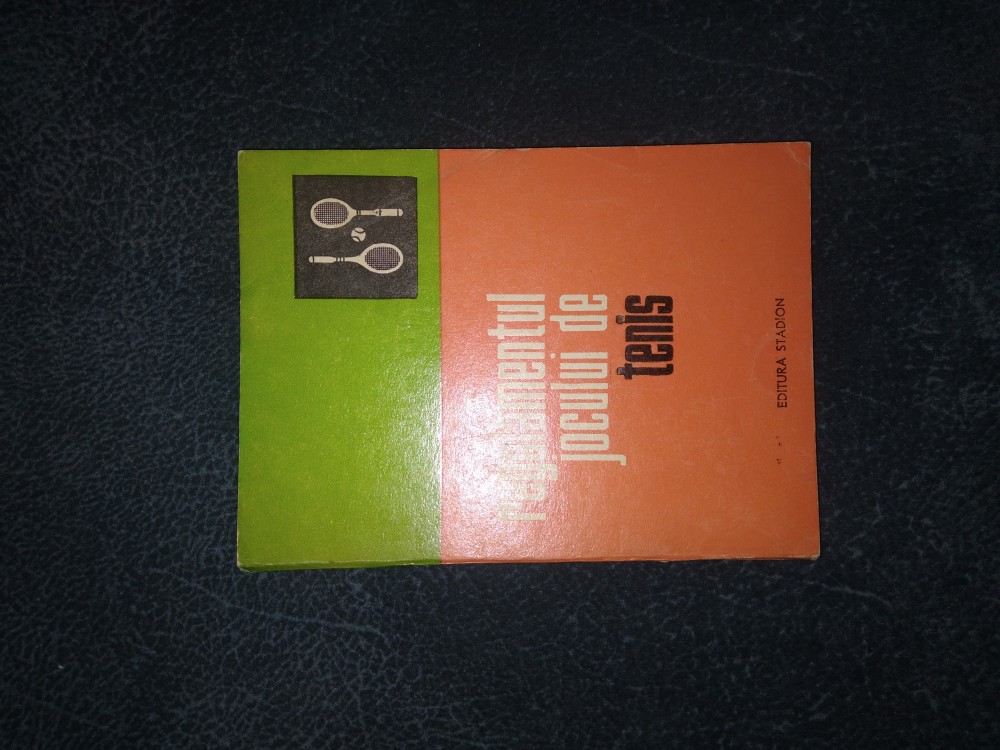 regulamentul
jocului de
tenis
EDITURA STADION